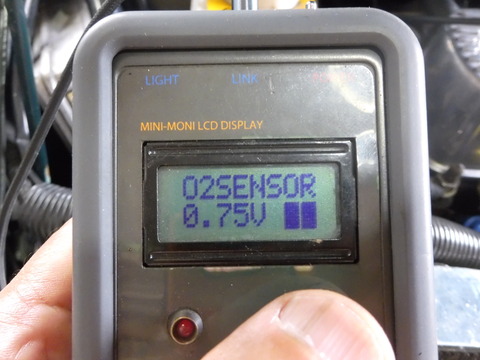 LIGHT LINK
MINI-MONI LCD DISPLAY
O2SENSOR
0.75V